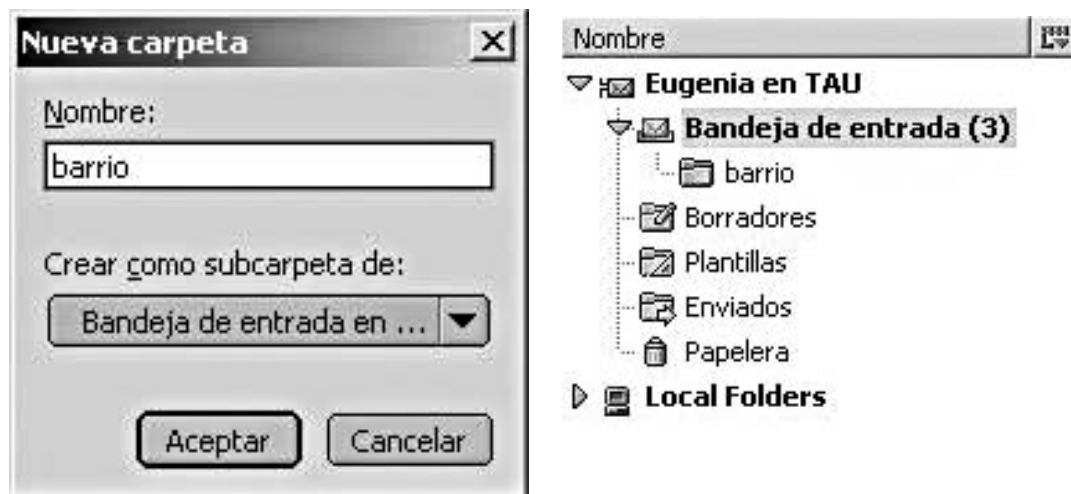 Nueva carpeta
Nombre:
barrio
Crear como subcarpeta de:
Bandeja de entrada en ...
Aceptar
Cancelar
Nombre
Eugenia en TAU
Bandeja de entrada (3)
barrio
Borradores
Plantillas
Enviados
Papelera
Local Folders